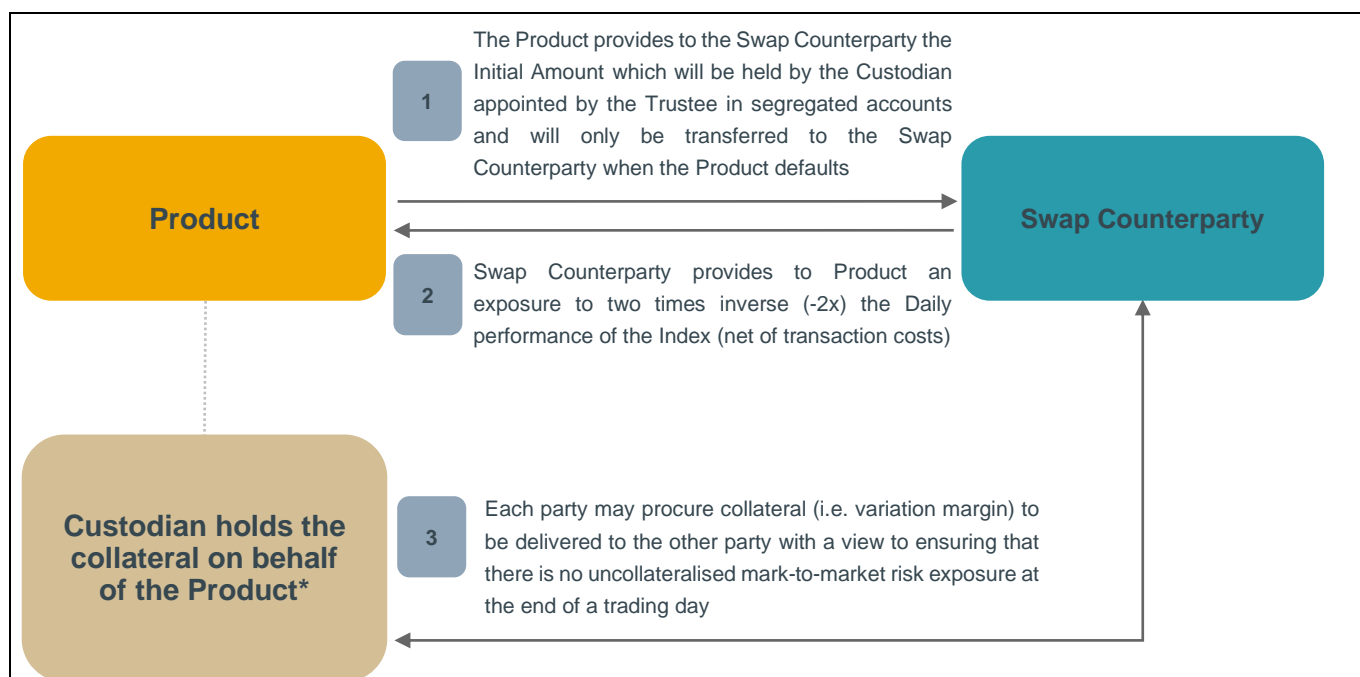 The Product provides to the Swap Counterparty the
Initial Amount which will be held by the Custodian
1
appointed by the Trustee in segregated accounts
and will only be transferred to the Swap
Counterparty when the Product defaults
Product
Swap Counterparty
Swap Counterparty provides to Product an
2
exposure to two times inverse (-2x) the Daily
performance of the Index (net of transaction costs)
Custodian holds the
collateral on behalf
of the Product*
3
Each party may procure collateral (i.e. variation margin) to
be delivered to the other party with a view to ensuring that
there is no uncollateralised mark-to-market risk exposure at
the end of a trading day